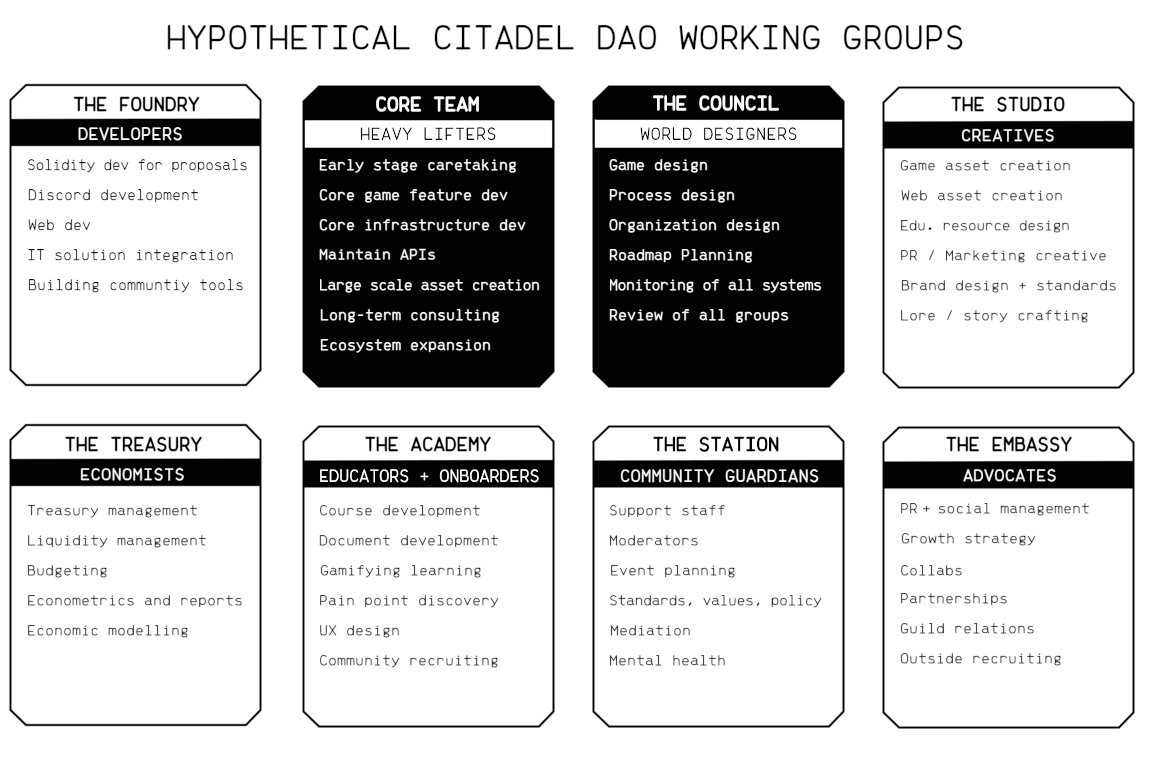 HYPOTHETICAL CITADEL DAO WORKING GROUPS
THE FOUNDRY
DEVELOPERS
Solidity dev for proposals
Discord development
Web dev
IT solution integration
Building communtiy tools
CORE TEAM
HEAVY LIFTERS
Early stage caretaking
Core game feature dev
Core infrastructure dev
Maintain APIs
Large scale asset creation
Long-term consulting
Ecosystem expansion
THE COUNCIL
WORLD DESIGNERS
Game design
Process design
Organization design
Roadmap Planning
Monitoring of all systems
Review of all groups
THE STUDIO
CREATIVES
Game asset creation
Web asset creation
Edu. resource design
PR / Marketing creative
Brand design + standards
Lore / story crafting
THE TREASURY
ECONOMISTS
Treasury management
Liquidity management
Budgeting
Econometrics and reports
Economic modelling
THE ACADEMY
EDUCATORS + ONBOARDERS
Course development
Document development
Gamifying learning
Pain point discovery
UX design
Community recruiting
THE STATION
COMMUNITY GUARDIANS
Support staff
Moderators
Event planning
Standards, values, policy
Mediation
Mental health
THE EMBASSY
ADVOCATES
PR + social management
Growth strategy
Collabs
Partnerships
Guild relations
Outside recruiting